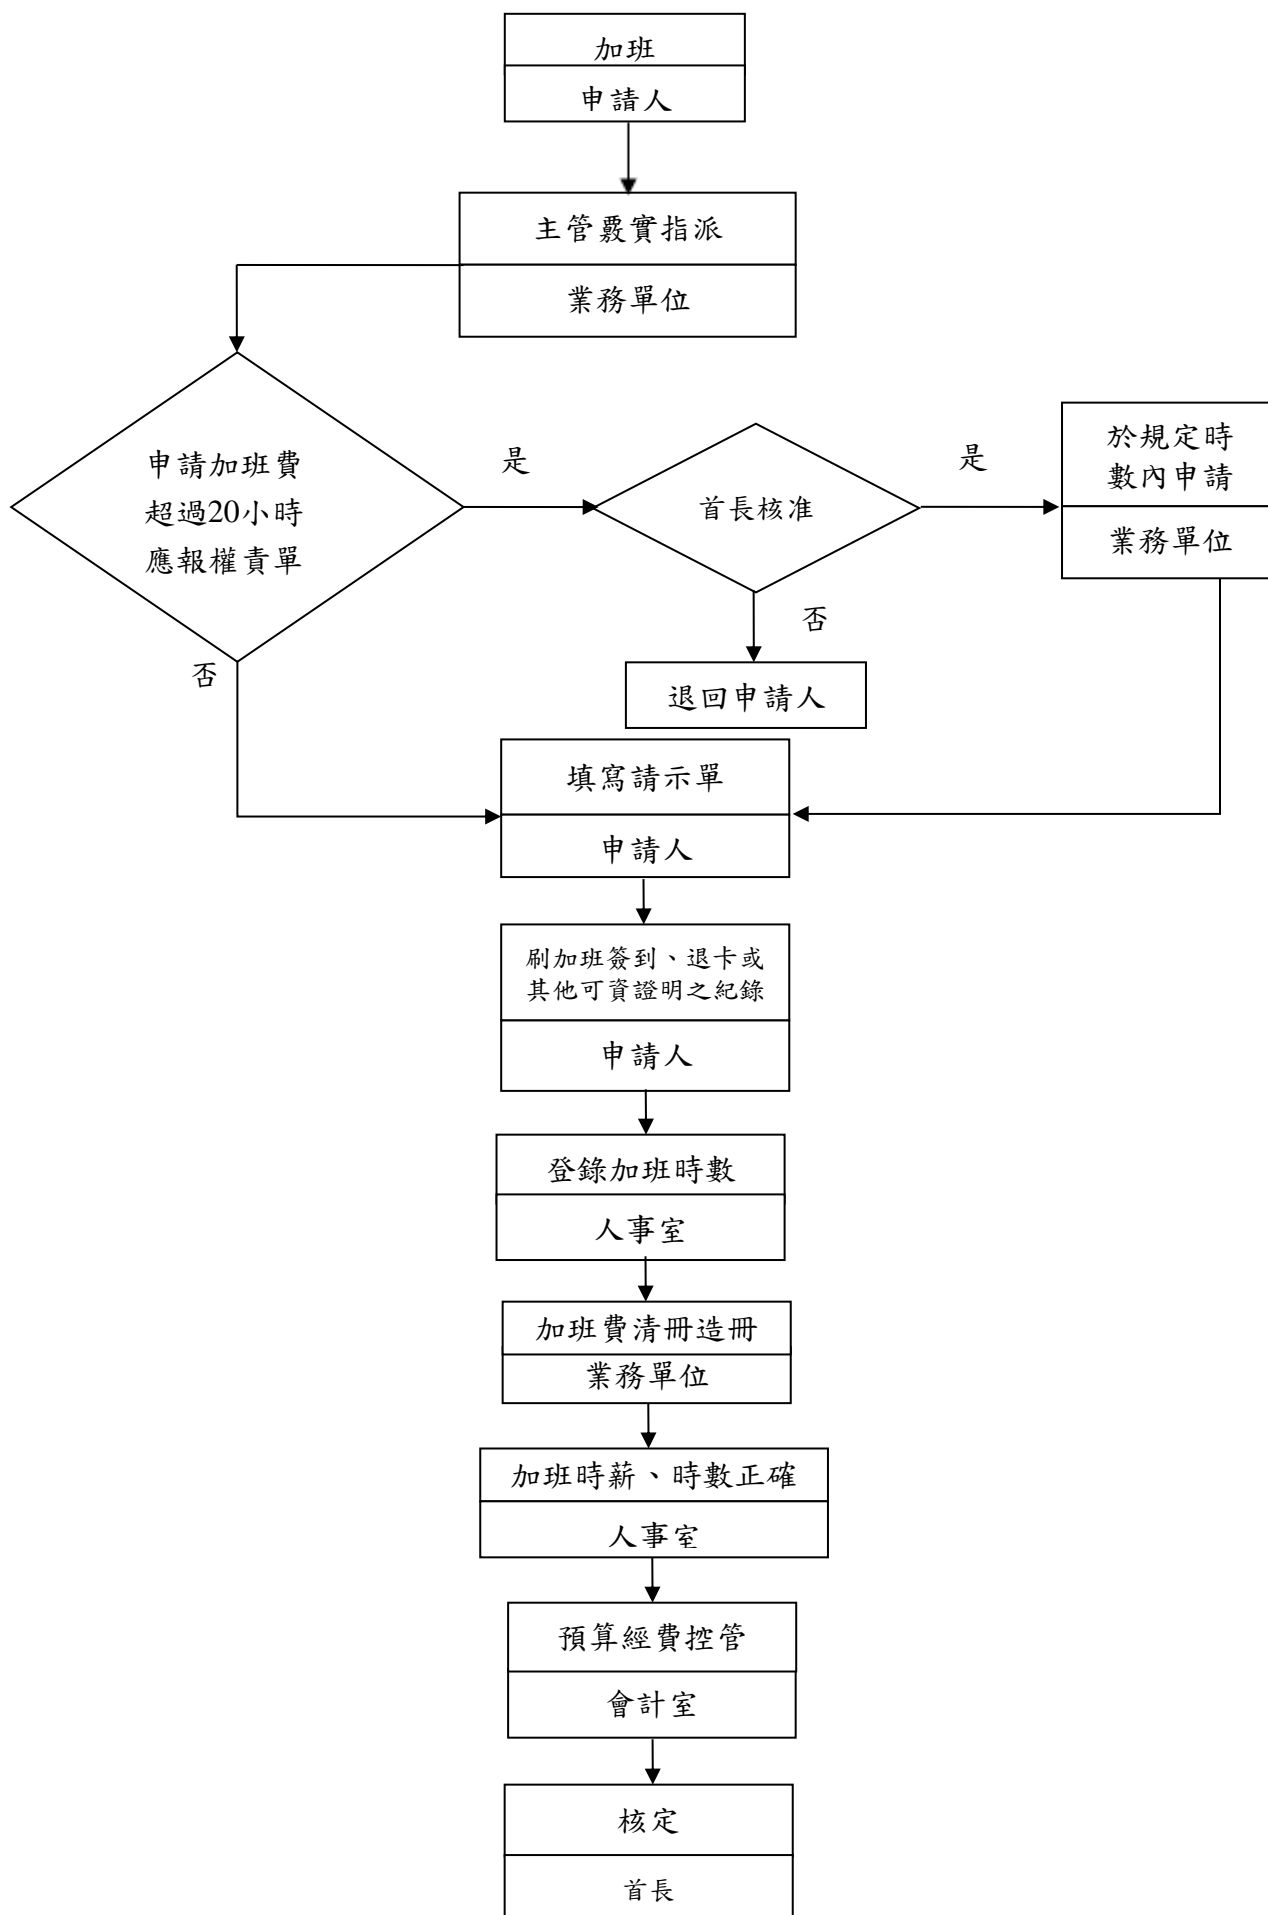 加班
申請人
主管覈實指派
業務單位
申請加班費
超過20小時
應報權責單
是
首長核准
是
於規定時
數內申請
業務單位
否
退回申請人
否
填寫請示單
申請人
刷加班簽到、退卡或
其他可資證明之紀錄
申請人
登錄加班時數
人事室
加班費清冊造冊
業務單位
加班時薪、時數正確
人事室
預算經費控管
會計室
核定
首長